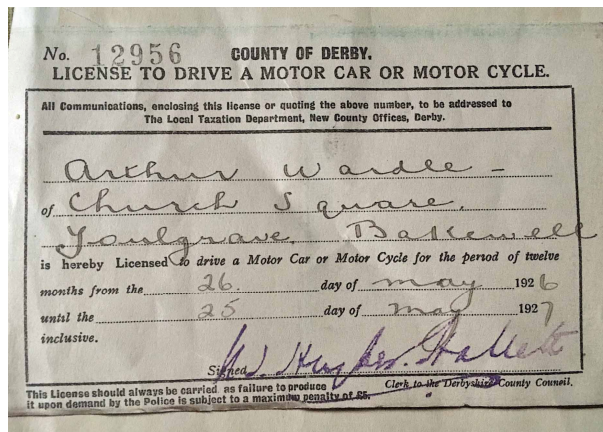 No. 12956 COUNTY OF DERBY.
LICENSE TO DRIVE A MOTOR CAR OR MOTOR CYCLE.
All Communications, enclosing this license or quoting the above number, to be addressed to
The Local Taxation Department, New County Offices, Derby.
Arthur Wardle -
of Church Square,
Youlgrave, Bakewell
is hereby Licensed to drive a Motor Car or Motor Cycle for the period of twelve
months from the 26. day of may 1926
until the 25 day of may 1927
inclusive.
Signed
Clerk to the Derbyshire County Council.
This License should always be carried as failure to produce
it upon demand by the Police is subject to a maximum penalty of £5.